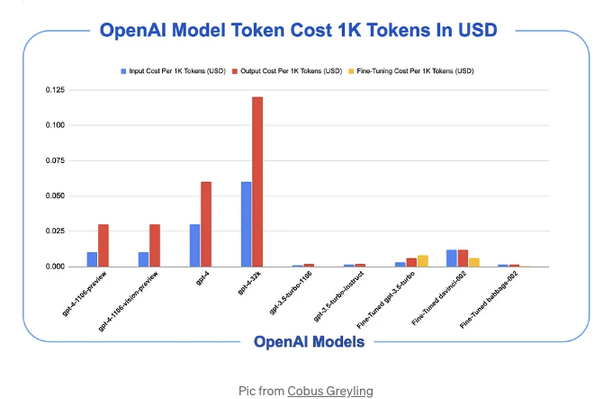 OpenAI Model Token Cost 1K Tokens In USD
Input Cost Per 1K Tokens (USD) Output Cost Per 1K Tokens (USD) Fine-Tuning Cost Per 1K Tokens (USD)
0.125
0.100
0.075
0.050
0.025
0.000
gpt-4-1106-preview
gpt-4-1106-vision-preview
gpt-4
gpt-4-32k
gpt-3.5-turbo-1106
gpt-3.5-turbo-instruct
Fine-Tuned gpt-3.5-turbo
Fine-Tuned davinci-002
Fine-Tuned babbage-002
OpenAI Models
Pic from Cobus Greyling